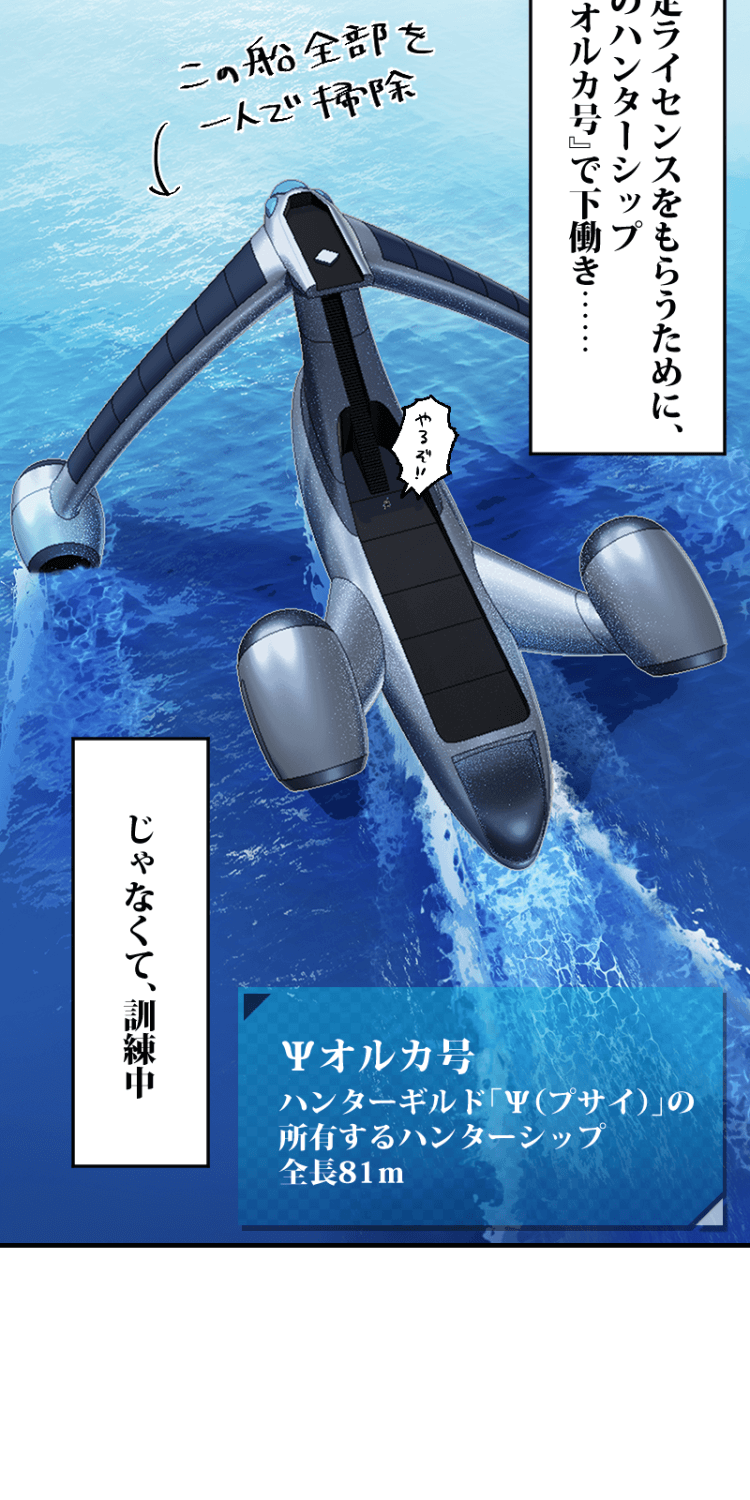 定ライセンスをもらうために、
のハンターシップ
オルカ号』で下働き……
この船全部を
一人で掃除
やるぞ!!
じゃなくて、訓練中
Ψオルカ号
ハンターギルド「Ψ(プサイ)」の
所有するハンターシップ
全長81m